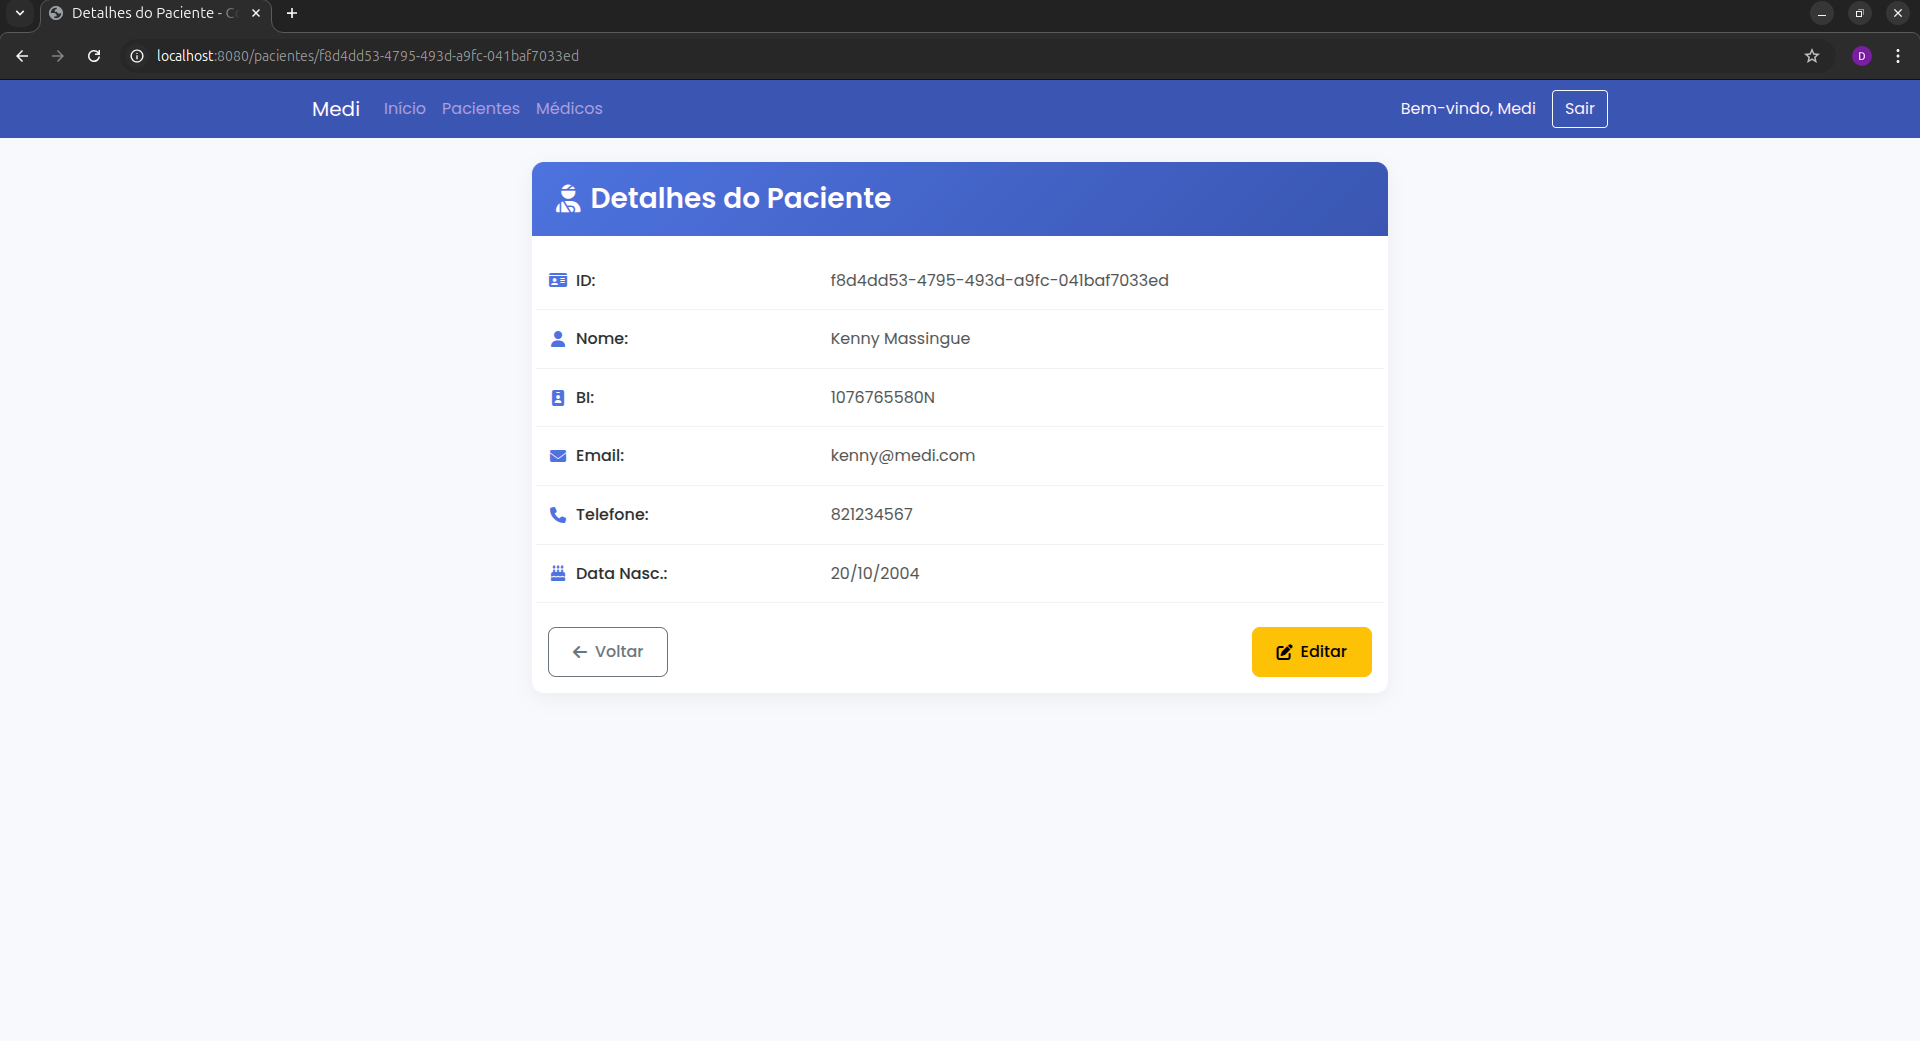 Detalhes do Paciente - C
localhost:8080/pacientes/f8d4dd53-4795-493d-a9fc-041baf7033ed
D
Medi Início Pacientes Médicos Bem-vindo, Medi Sair
Detalhes do Paciente
ID: f8d4dd53-4795-493d-a9fc-041baf7033ed
Nome: Kenny Massingue
BI: 1076765580N
Email: kenny@medi.com
Telefone: 821234567
Data Nasc.: 20/10/2004
Voltar Editar